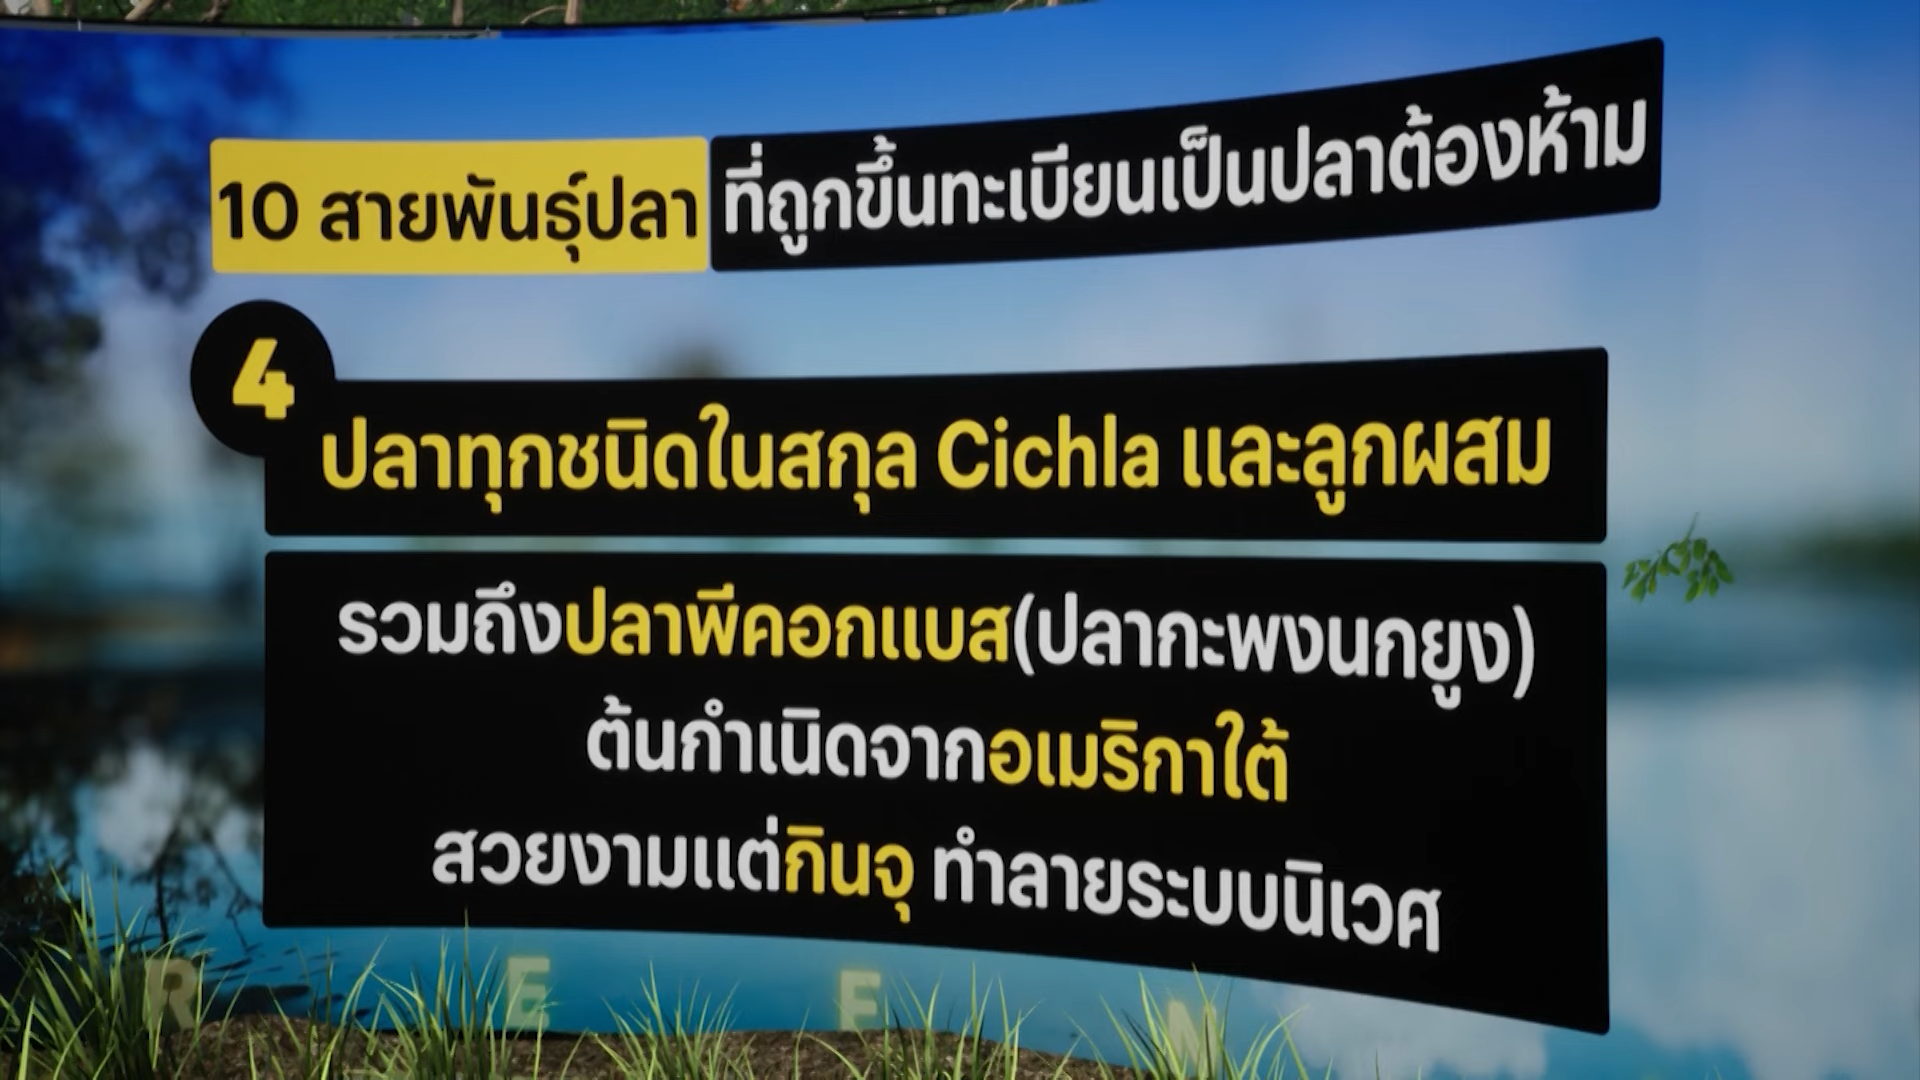 10 สายพันธุ์ปลา ที่ถูกขึ้นทะเบียนเป็นปลาต้องห้าม
4
ปลาทุกชนิดในสกุล Cichla และลูกผสม
รวมถึงปลาพีคอกแบส(ปลากะพงนกยูง)
ต้นกำเนิดจากอเมริกาใต้
สวยงามแต่กินจุ ทำลายระบบนิเวศ
R E E N